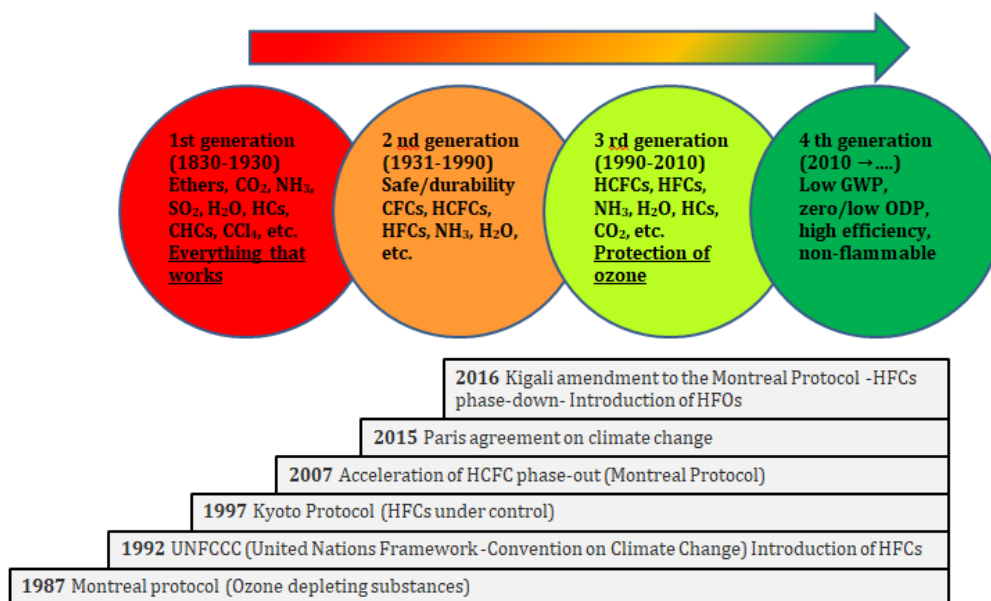 1st generation
(1830-1930)
Ethers, CO₂, NH₃,
SO₂, H₂O, HCs,
CHCs, CCl₄, etc.
Everything that
works
2 nd generation
(1931-1990)
Safe/durability
CFCs, HCFCs,
HFCs, NH₃, H₂O,
etc.
3 rd generation
(1990-2010)
HCFCs, HFCs,
NH₃, H₂O, HCs,
CO₂, etc.
Protection of
ozone
4 th generation
(2010 →....)
Low GWP,
zero/low ODP,
high efficiency,
non-flammable
2016 Kigali amendment to the Montreal Protocol -HFCs
phase-down- Introduction of HFOs
2015 Paris agreement on climate change
2007 Acceleration of HCFC phase-out (Montreal Protocol)
1997 Kyoto Protocol (HFCs under control)
1992 UNFCCC (United Nations Framework -Convention on Climate Change) Introduction of HFCs
1987 Montreal protocol (Ozone depleting substances)